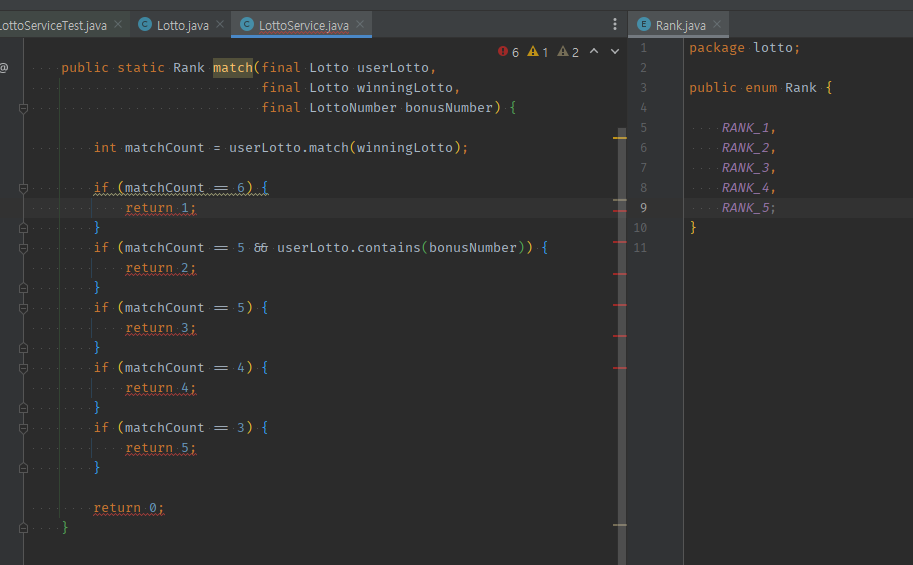 LottoServiceTest.java
Lotto.java
LottoService.java
Rank.java
6 1 2
@
public static Rank match(final Lotto userLotto,
final Lotto winningLotto,
final LottoNumber bonusNumber) {
int matchCount = userLotto.match(winningLotto);
if (matchCount == 6) {
return 1;
}
if (matchCount == 5 && userLotto.contains(bonusNumber)) {
return 2;
}
if (matchCount == 5) {
return 3;
}
if (matchCount == 4) {
return 4;
}
if (matchCount == 3) {
return 5;
}
return 0;
}
1 package lotto;
2
3 public enum Rank {
4
5 RANK_1,
6 RANK_2,
7 RANK_3,
8 RANK_4,
9 RANK_5;
10 }
11